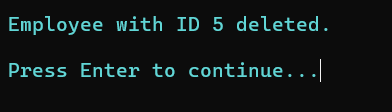 Employee with ID 5 deleted.
Press Enter to continue...